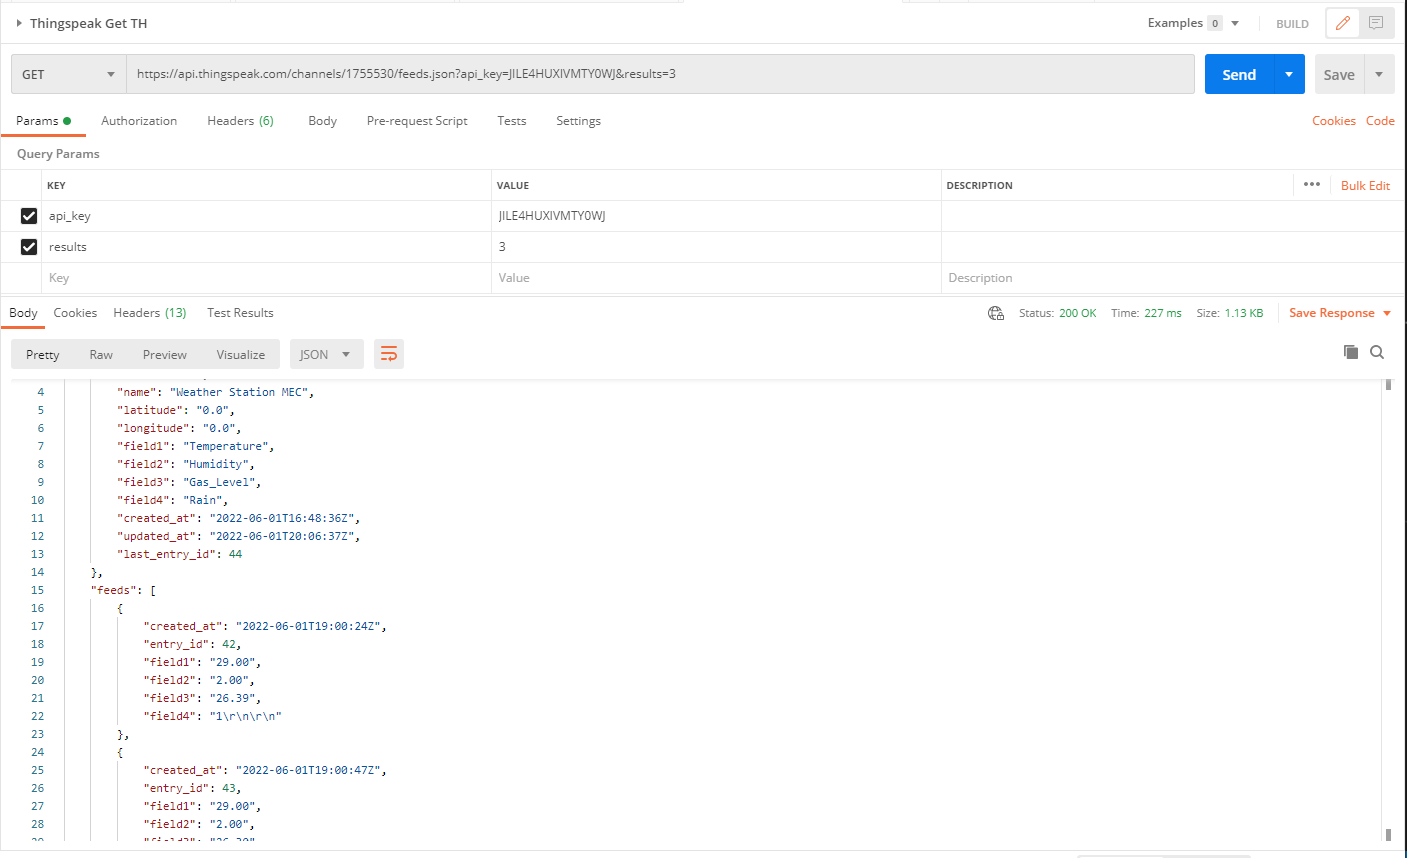 Thingspeak Get TH
Examples 0 BUILD
GET https://api.thingspeak.com/channels/1755530/feeds.json?api_key=JILE4HUXIVMTY0WJ&results=3 Send Save
Params Authorization Headers (6) Body Pre-request Script Tests Settings Cookies Code
Query Params
KEY VALUE DESCRIPTION ••• Bulk Edit
api_key JILE4HUXIVMTY0WJ
results 3
Key Value Description
Body Cookies Headers (13) Test Results Status: 200 OK Time: 227 ms Size: 1.13 KB Save Response
Pretty Raw Preview Visualize JSON
4 "name": "Weather Station MEC",
5 "latitude": "0.0",
6 "longitude": "0.0",
7 "field1": "Temperature",
8 "field2": "Humidity",
9 "field3": "Gas_Level",
10 "field4": "Rain",
11 "created_at": "2022-06-01T16:48:36Z",
12 "updated_at": "2022-06-01T20:06:37Z",
13 "last_entry_id": 44
14 },
15 "feeds": [
16 {
17 "created_at": "2022-06-01T19:00:24Z",
18 "entry_id": 42,
19 "field1": "29.00",
20 "field2": "2.00",
21 "field3": "26.39",
22 "field4": "1\r\n\r\n"
23 },
24 {
25 "created_at": "2022-06-01T19:00:47Z",
26 "entry_id": 43,
27 "field1": "29.00",
28 "field2": "2.00",